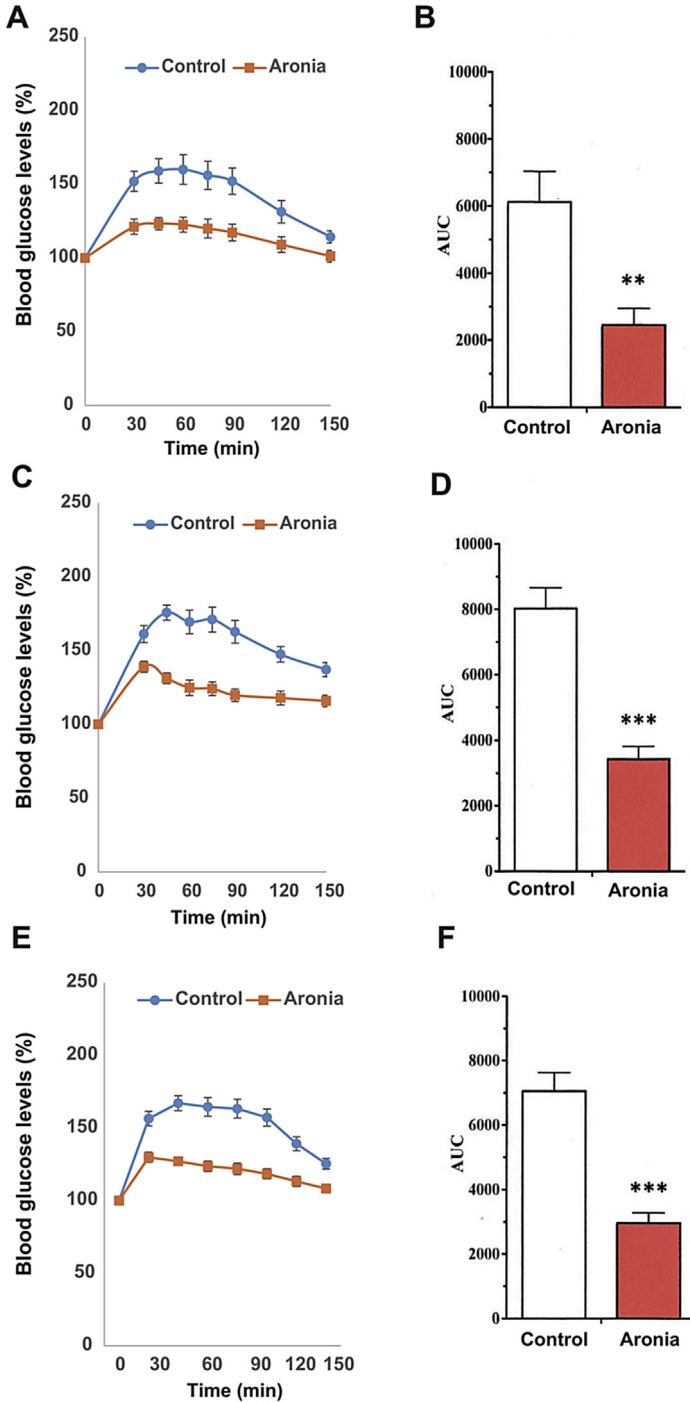 A
250
200
150
100
50
0
Blood glucose levels (%)
Control Aronia
0 30 60 90 120 150
Time (min)
B
10000
8000
6000
4000
2000
0
AUC
**
Control Aronia
C
250
200
150
100
50
0
Blood glucose levels (%)
Control Aronia
0 30 60 90 120 150
Time (min)
D
10000
8000
6000
4000
2000
0
AUC
***
Control Aronia
E
250
200
150
100
50
0
Blood glucose levels (%)
Control Aronia
0 30 60 90 120 150
Time (min)
F
10000
8000
6000
4000
2000
0
AUC
***
Control Aronia